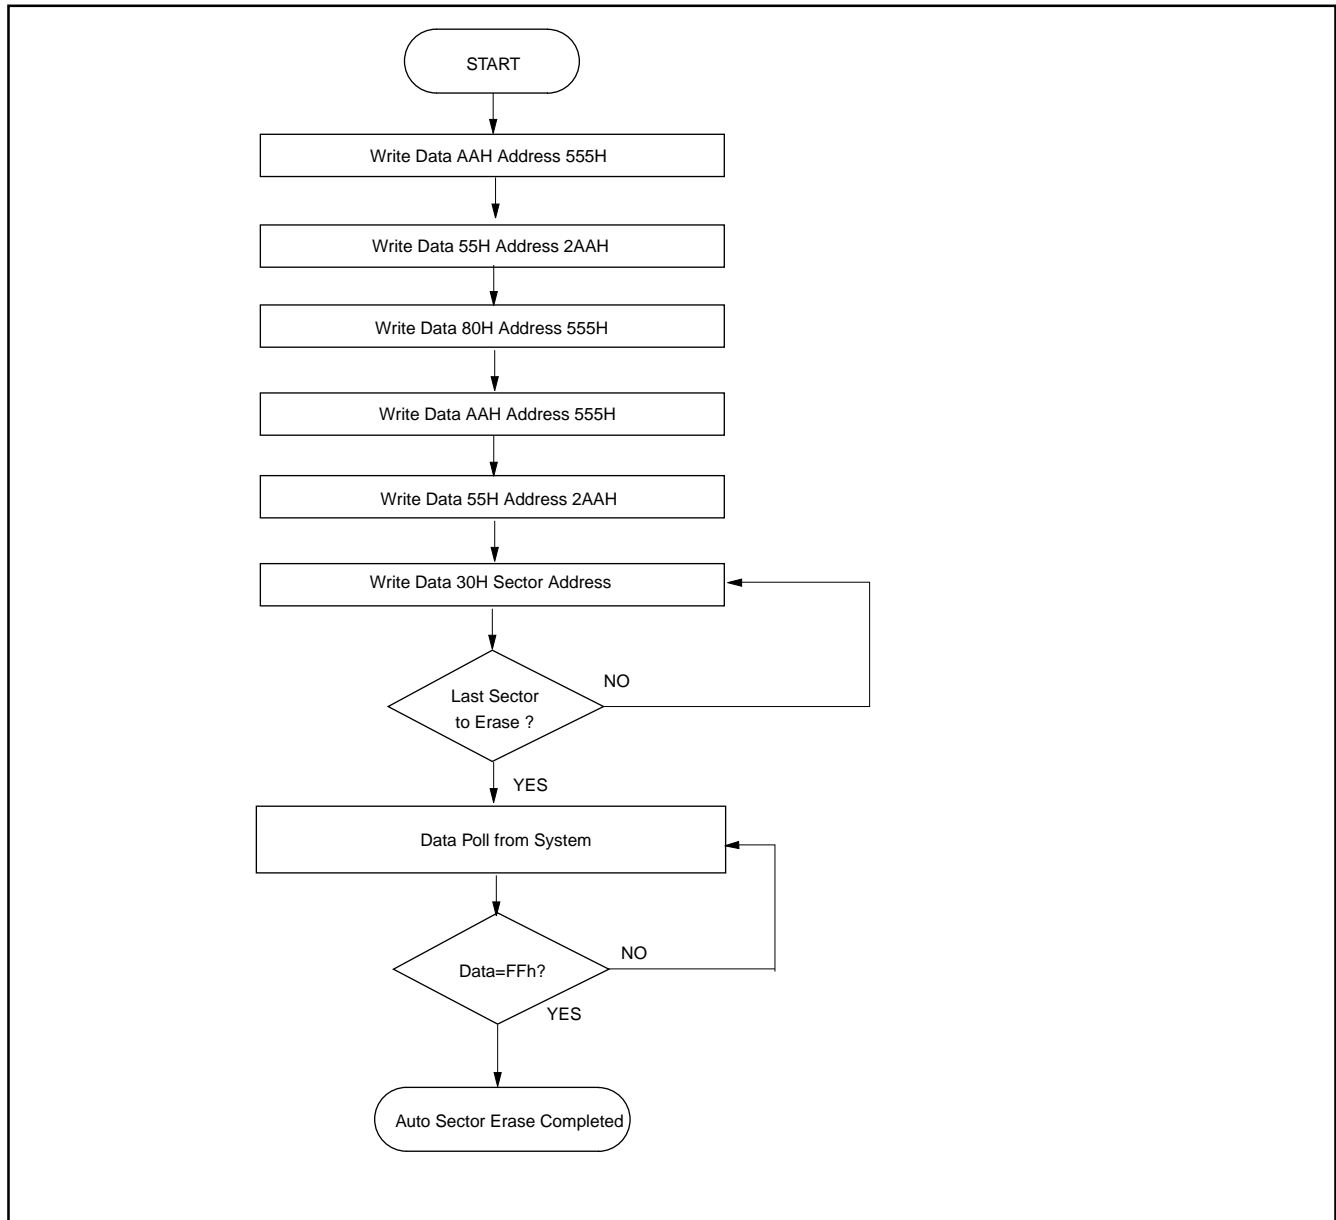 START
Write Data AAH Address 555H
Write Data 55H Address 2AAH
Write Data 80H Address 555H
Write Data AAH Address 555H
Write Data 55H Address 2AAH
Write Data 30H Sector Address
Last Sector
to Erase ?
NO
YES
Data Poll from System
Data=FFh?
NO
YES
Auto Sector Erase Completed